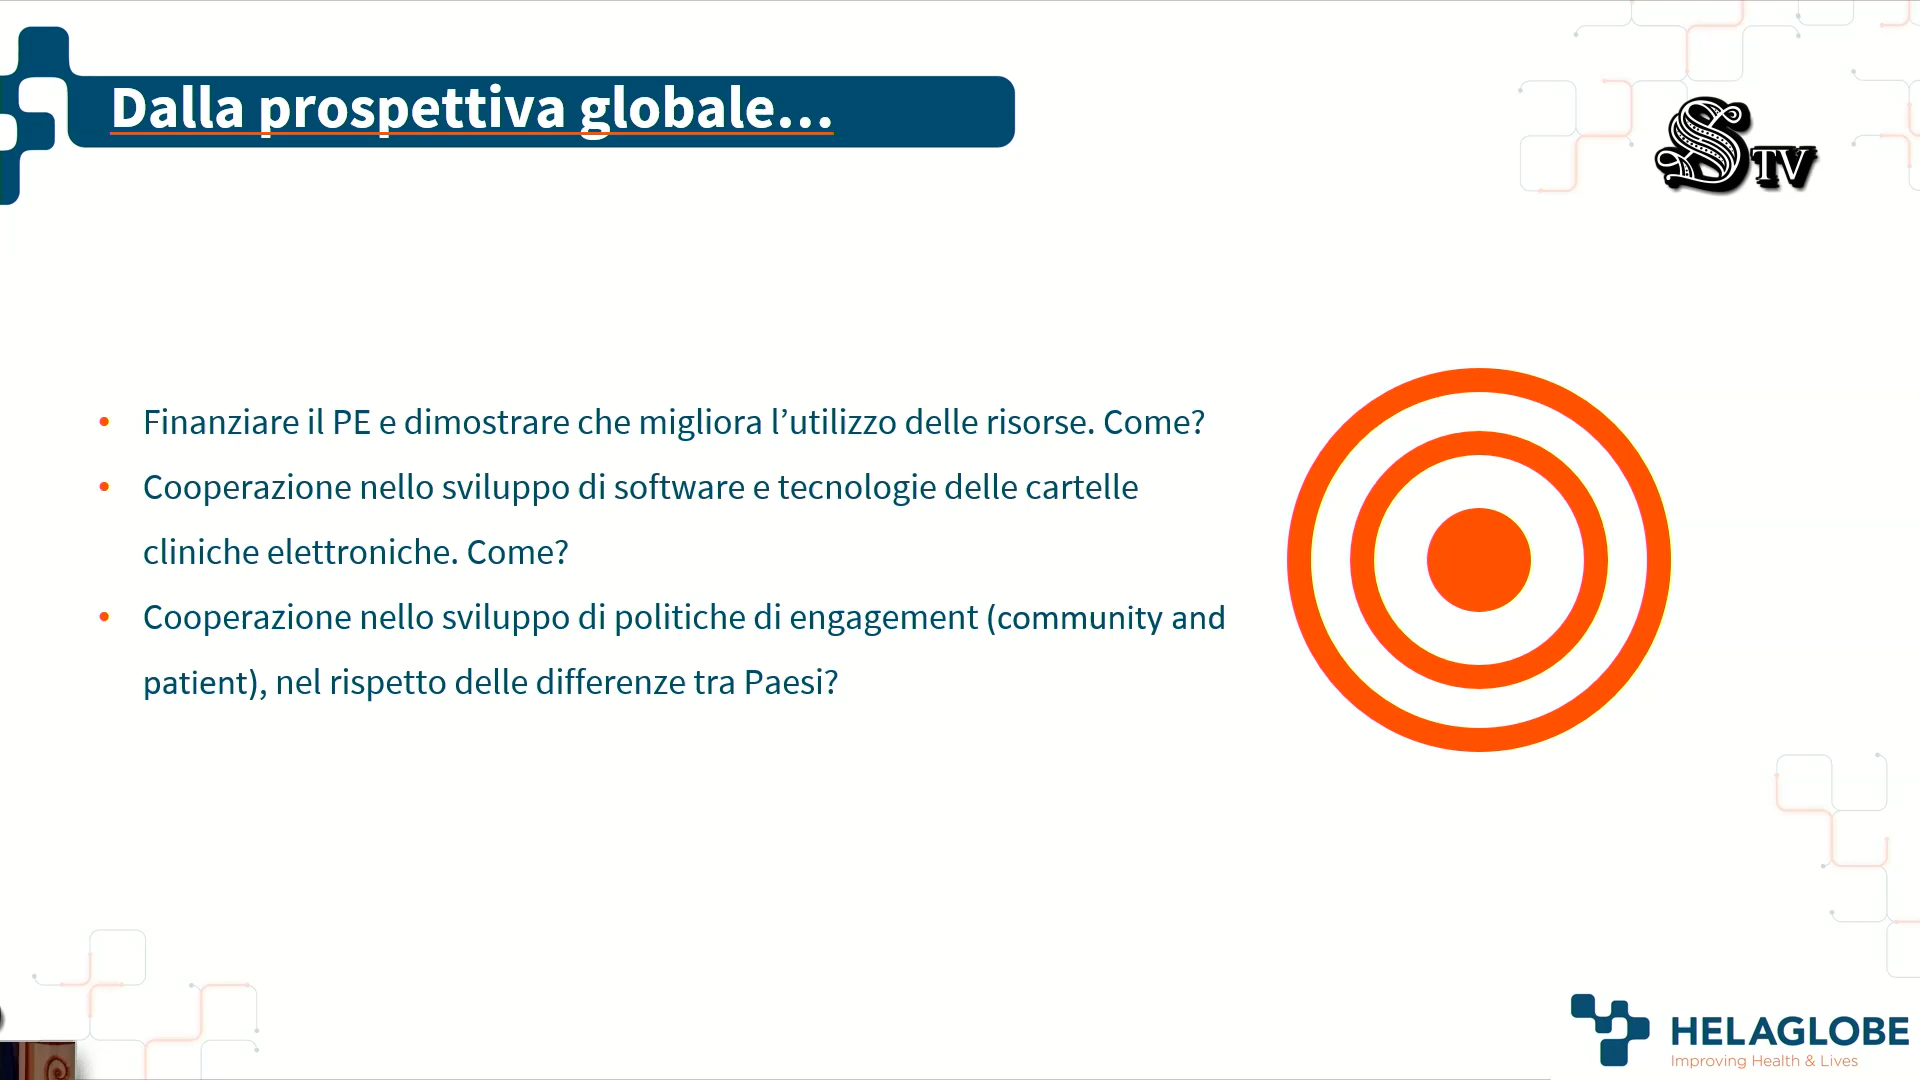 Dalla prospettiva globale...
STV
• Finanziare il PE e dimostrare che migliora l’utilizzo delle risorse. Come?
• Cooperazione nello sviluppo di software e tecnologie delle cartelle
cliniche elettroniche. Come?
• Cooperazione nello sviluppo di politiche di engagement (community and
patient), nel rispetto delle differenze tra Paesi?
HELAGLOBE
Improving Health & Lives